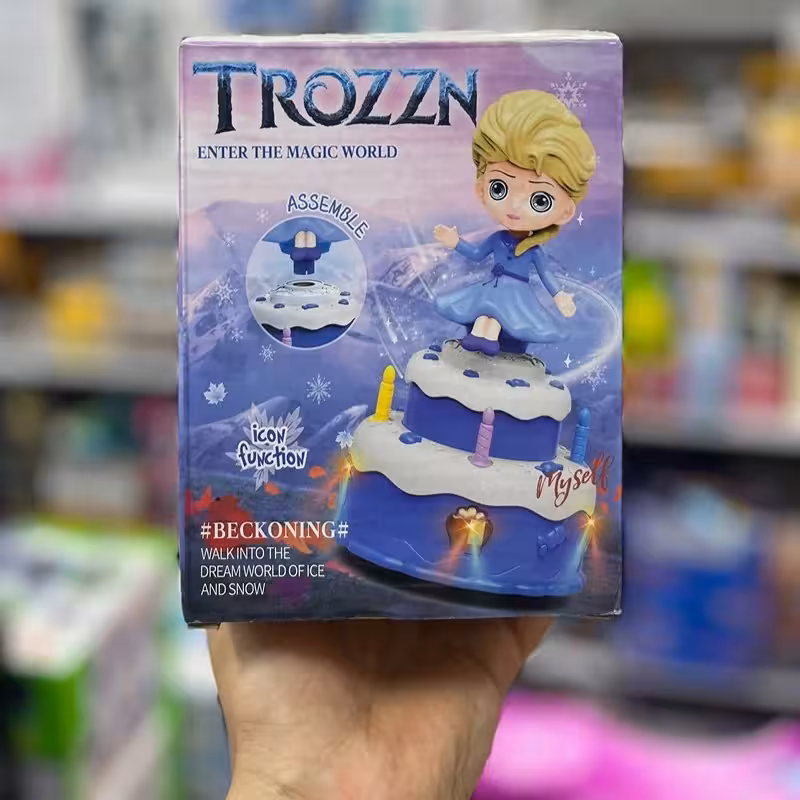 TROZZN
ENTER THE MAGIC WORLD
ASSEMBLE
icon
function
Myself
#BECKONING#
WALK INTO THE
DREAM WORLD OF ICE
AND SNOW